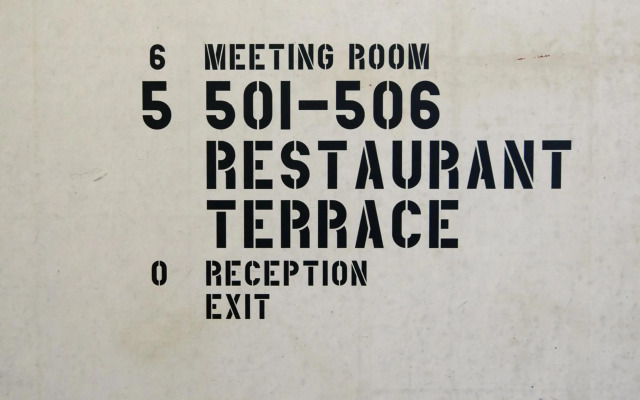 6 MEETING ROOM
5 501-506
RESTAURANT
TERRACE
0 RECEPTION
EXIT